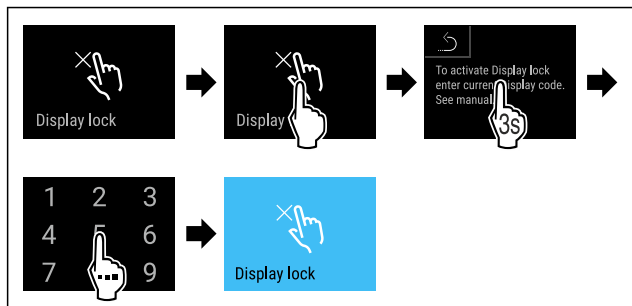 Display lock
Display
To activate Display lock
enter current display code.
See manual
3s
1 2 3
4 5 6
7 9
Display lock